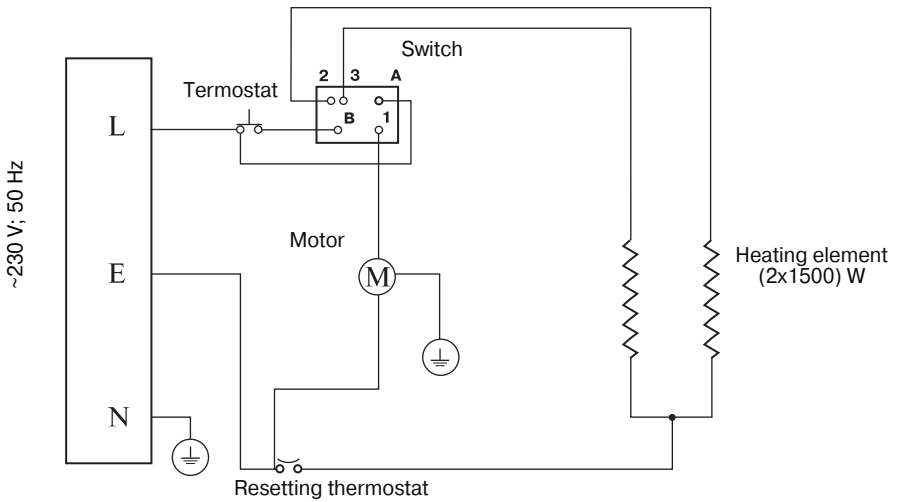 Switch
2 3 A
Termostat
B 1
L
~230 V; 50 Hz
Motor
E
M
Heating element
(2x1500) W
N
Resetting thermostat